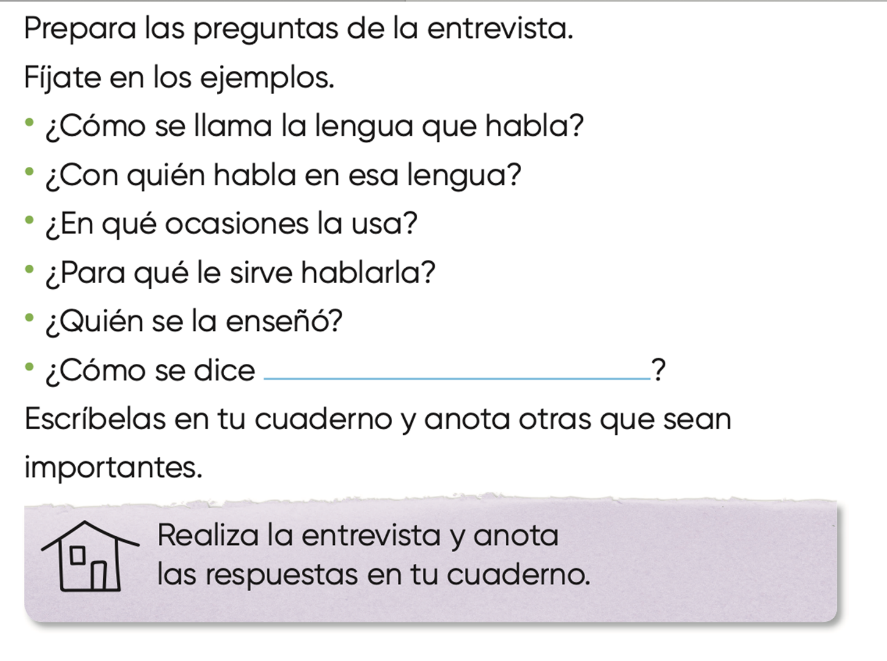 Prepara las preguntas de la entrevista.
Fíjate en los ejemplos.
• ¿Cómo se llama la lengua que habla?
• ¿Con quién habla en esa lengua?
• ¿En qué ocasiones la usa?
• ¿Para qué le sirve hablarla?
• ¿Quién se la enseñó?
• ¿Cómo se dice ______________________?
Escríbelas en tu cuaderno y anota otras que sean
importantes.
Realiza la entrevista y anota
las respuestas en tu cuaderno.